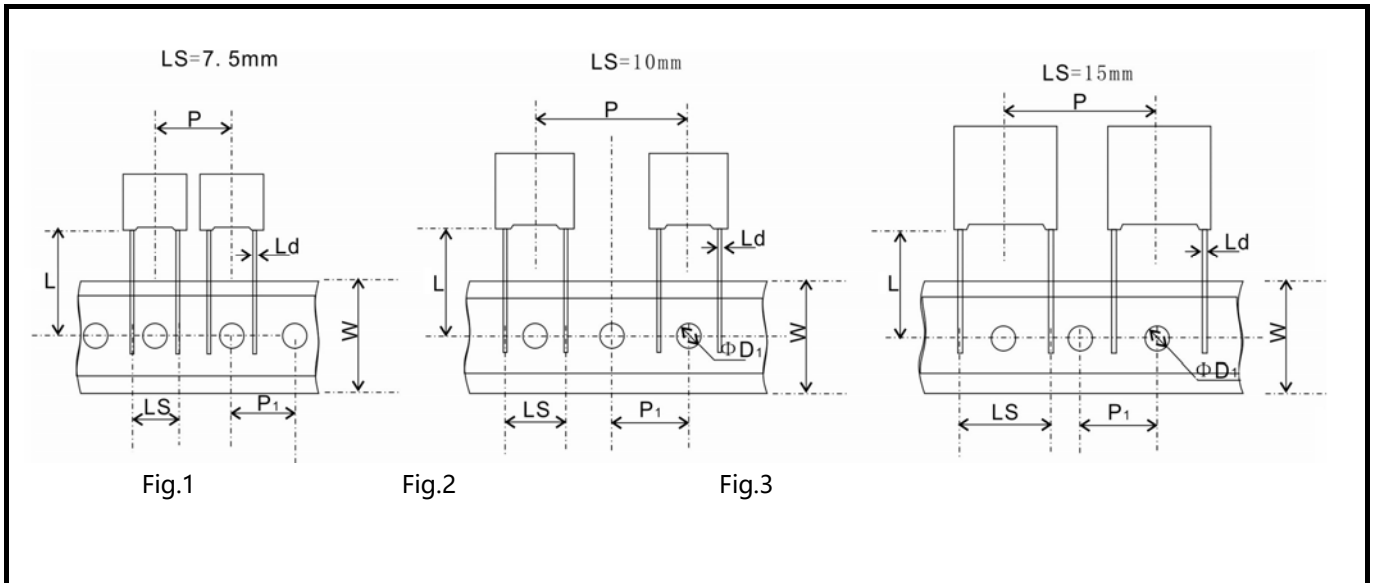 LS=7. 5mm
P
Ld
L
W
LS
P₁
Fig.1
LS=10mm
P
Ld
L
W
ΦD₁
LS
P₁
Fig.2
LS=15mm
P
Ld
L
W
ΦD₁
LS
P₁
Fig.3